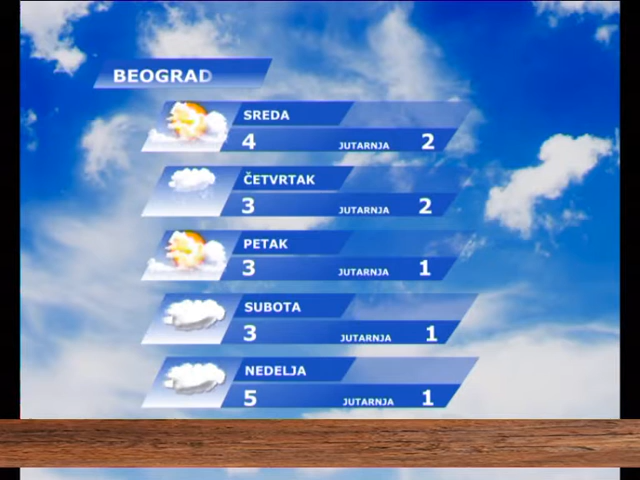 BEOGRAD
SREDA
4 JUTARNJA 2
ČETVRTAK
3 JUTARNJA 2
PETAK
3 JUTARNJA 1
SUBOTA
3 JUTARNJA 1
NEDELJA
5 JUTARNJA 1